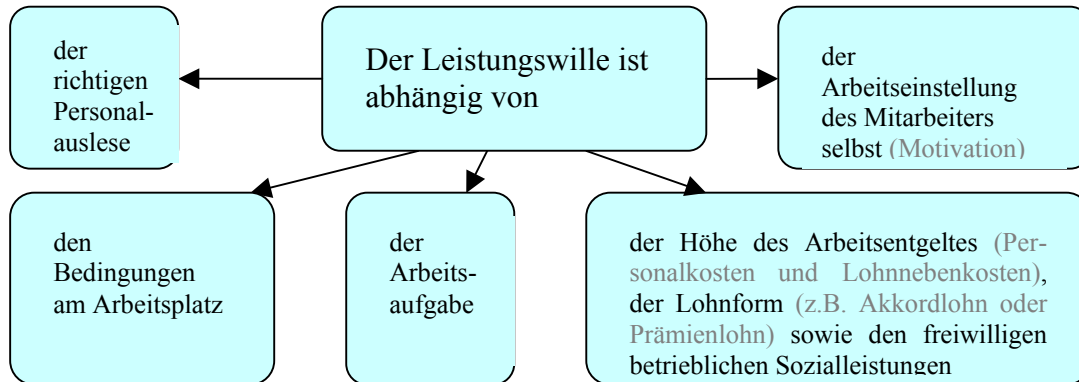 der
richtigen
Personal-
auslese
Der Leistungswille ist
abhängig von
der
Arbeitseinstellung
des Mitarbeiters
selbst (Motivation)
den
Bedingungen
am Arbeitsplatz
der
Arbeits-
aufgabe
der Höhe des Arbeitsentgeltes (Per-
sonalkosten und Lohnnebenkosten),
der Lohnform (z.B. Akkordlohn oder
Prämienlohn) sowie den freiwilligen
betrieblichen Sozialleistungen